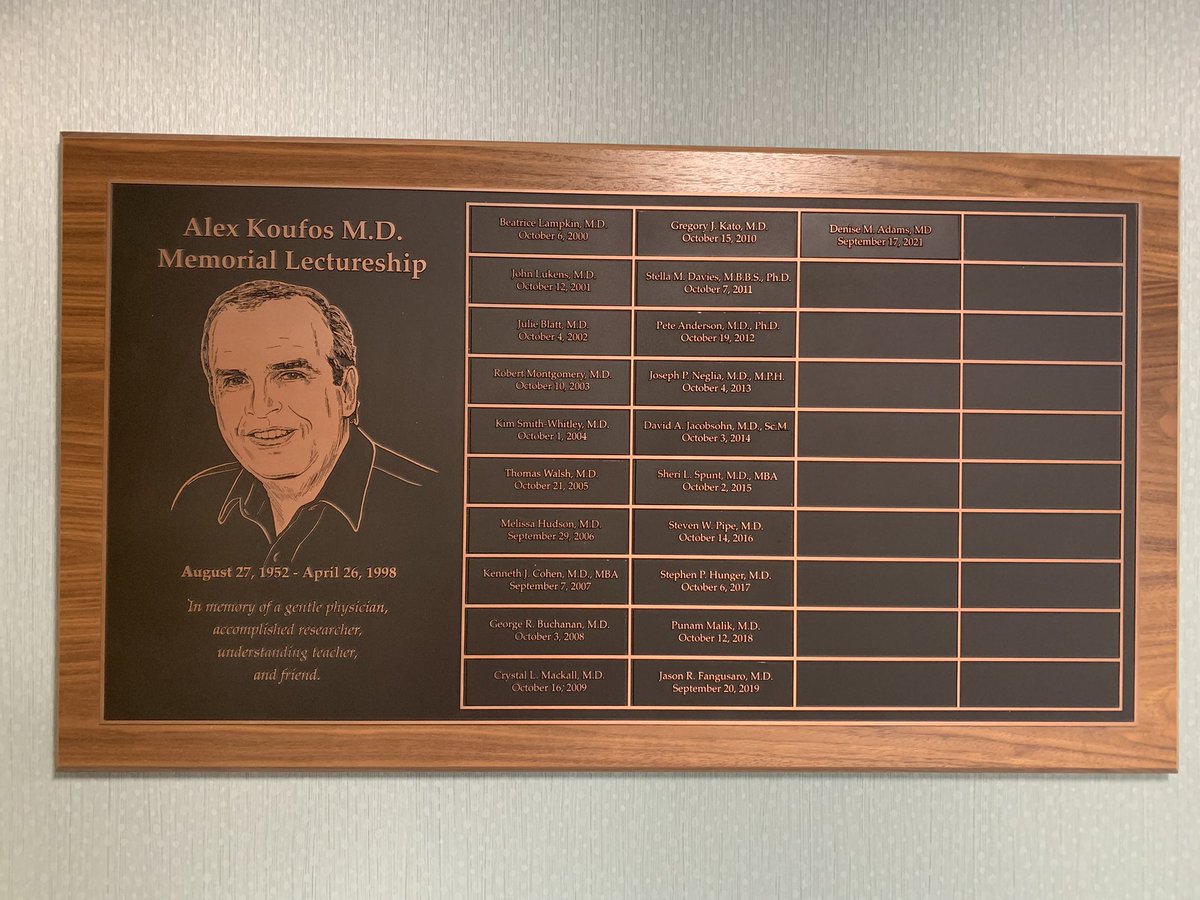 Alex Koufos M.D.
Memorial Lectureship
August 27, 1952 - April 26, 1998
In memory of a gentle physician,
accomplished researcher,
understanding teacher,
and friend.
Beatrice Lampkin, M.D.
October 6, 2000
John Lukens, M.D.
October 12, 2001
Julie Blatt, M.D.
October 4, 2002
Robert Montgomery, M.D.
October 10, 2003
Kim Smith-Whitley, M.D.
October 1, 2004
Thomas Walsh, M.D.
October 21, 2005
Melissa Hudson, M.D.
September 29, 2006
Kenneth J. Cohen, M.D., MBA
September 7, 2007
George R. Buchanan, M.D.
October 3, 2008
Crystal L. Mackall, M.D.
October 16, 2009
Gregory J. Kato, M.D.
October 15, 2010
Stella M. Davies, M.B.B.S., Ph.D.
October 7, 2011
Pete Anderson, M.D., Ph.D.
October 19, 2012
Joseph P. Neglia, M.D., M.P.H.
October 4, 2013
David A. Jacobsohn, M.D., Sc.M
October 3, 2014
Sheri L. Spunt, M.D., MBA
October 2, 2015
Steven W. Pipe, M.D.
October 14, 2016
Stephen P. Hunger, M.D.
October 6, 2017
Punam Malik, M.D.
October 12, 2018
Jason R. Fangusaro, M.D.
September 20, 2019
Denise M. Adams, MD
September 17, 2021